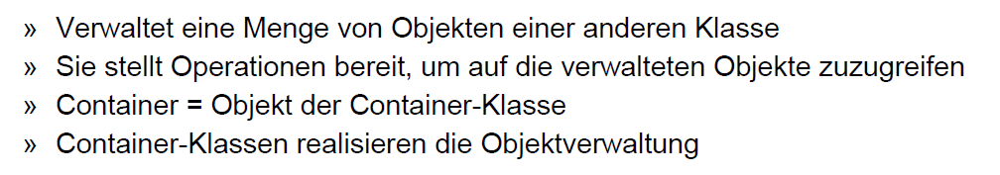 » Verwaltet eine Menge von Objekten einer anderen Klasse
» Sie stellt Operationen bereit, um auf die verwalteten Objekte zuzugreifen
» Container = Objekt der Container-Klasse
» Container-Klassen realisieren die Objektverwaltung